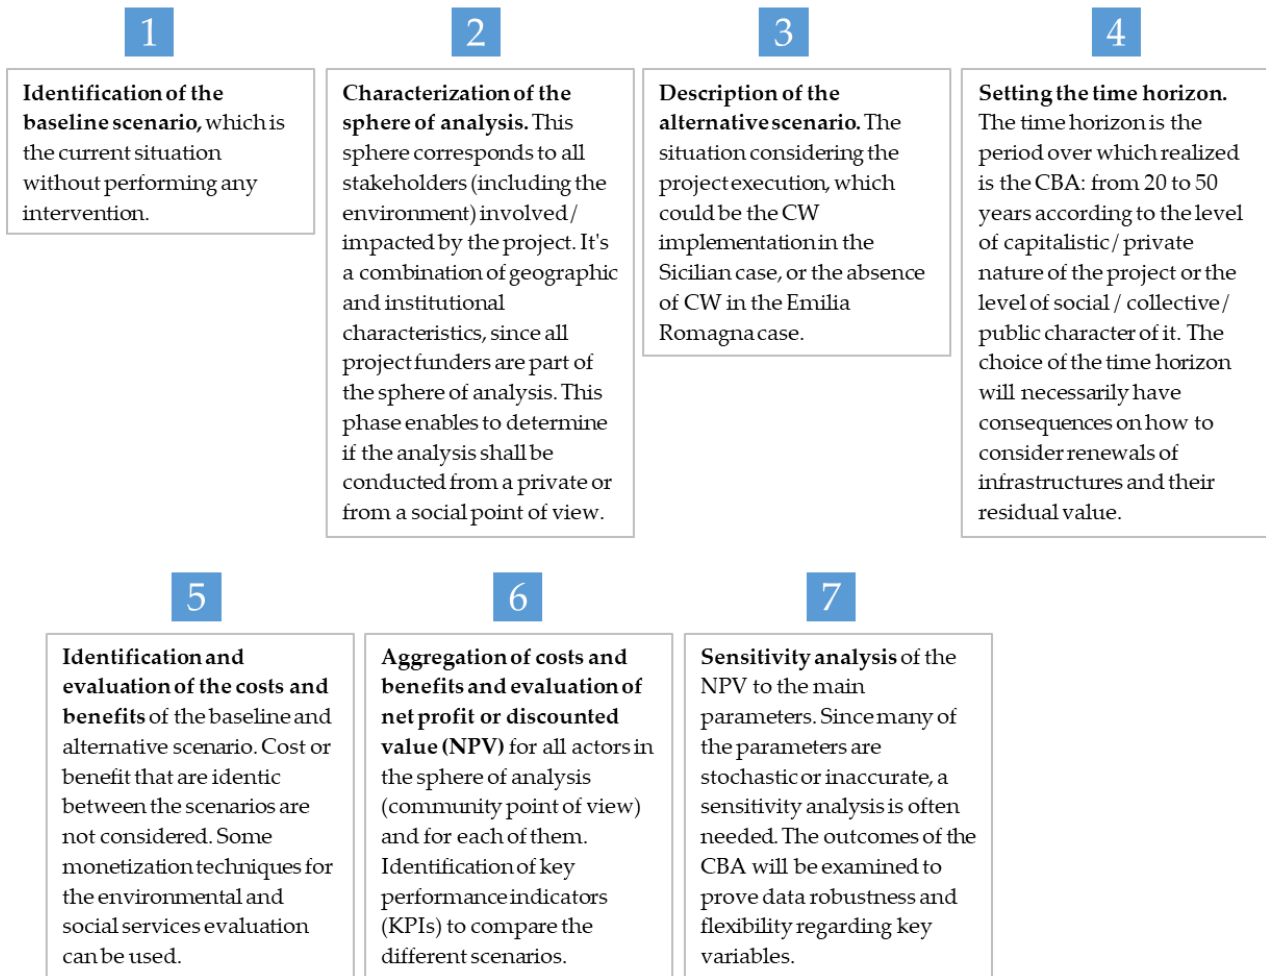 1
Identification of the
baseline scenario, which is
the current situation
without performing any
intervention.
2
Characterization of the
sphere of analysis. This
sphere corresponds to all
stakeholders (including the
environment) involved/
impacted by the project. It's
a combination of geographic
and institutional
characteristics, since all
project funders are part of
the sphere of analysis. This
phase enables to determine
if the analysis shall be
conducted from a private or
from a social point of view.
3
Description of the
alternative scenario. The
situation considering the
project execution, which
could be the CW
implementation in the
Sicilian case, or the absence
of CW in the Emilia
Romagna case.
4
Setting the time horizon.
The time horizon is the
period over which realized
is the CBA: from 20 to 50
years according to the level
of capitalistic/ private
nature of the project or the
level of social / collective/
public character of it. The
choice of the time horizon
will necessarily have
consequences on how to
consider renewals of
infrastructures and their
residual value.
5
Identification and
evaluation of the costs and
benefits of the baseline and
alternative scenario. Cost or
benefit that are identic
between the scenarios are
not considered. Some
monetization techniques for
the environmental and
social services evaluation
can be used.
6
Aggregation of costs and
benefits and evaluation of
net profit or discounted
value (NPV) for all actors in
the sphere of analysis
(community point of view)
and for each of them.
Identification of key
performance indicators
(KPIs) to compare the
different scenarios.
7
Sensitivity analysis of the
NPV to the main
parameters. Since many of
the parameters are
stochastic or inaccurate, a
sensitivity analysis is often
needed. The outcomes of the
CBA will be examined to
prove data robustness and
flexibility regarding key
variables.